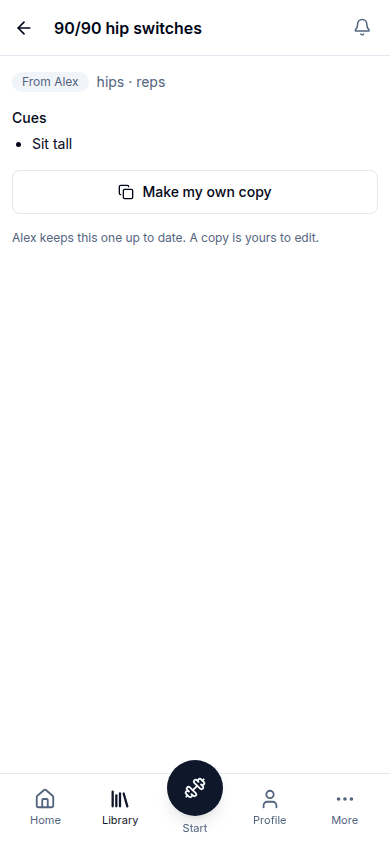 90/90 hip switches
From Alex hips · reps
Cues
• Sit tall
Make my own copy
Alex keeps this one up to date. A copy is yours to edit.
Home Library Start Profile More